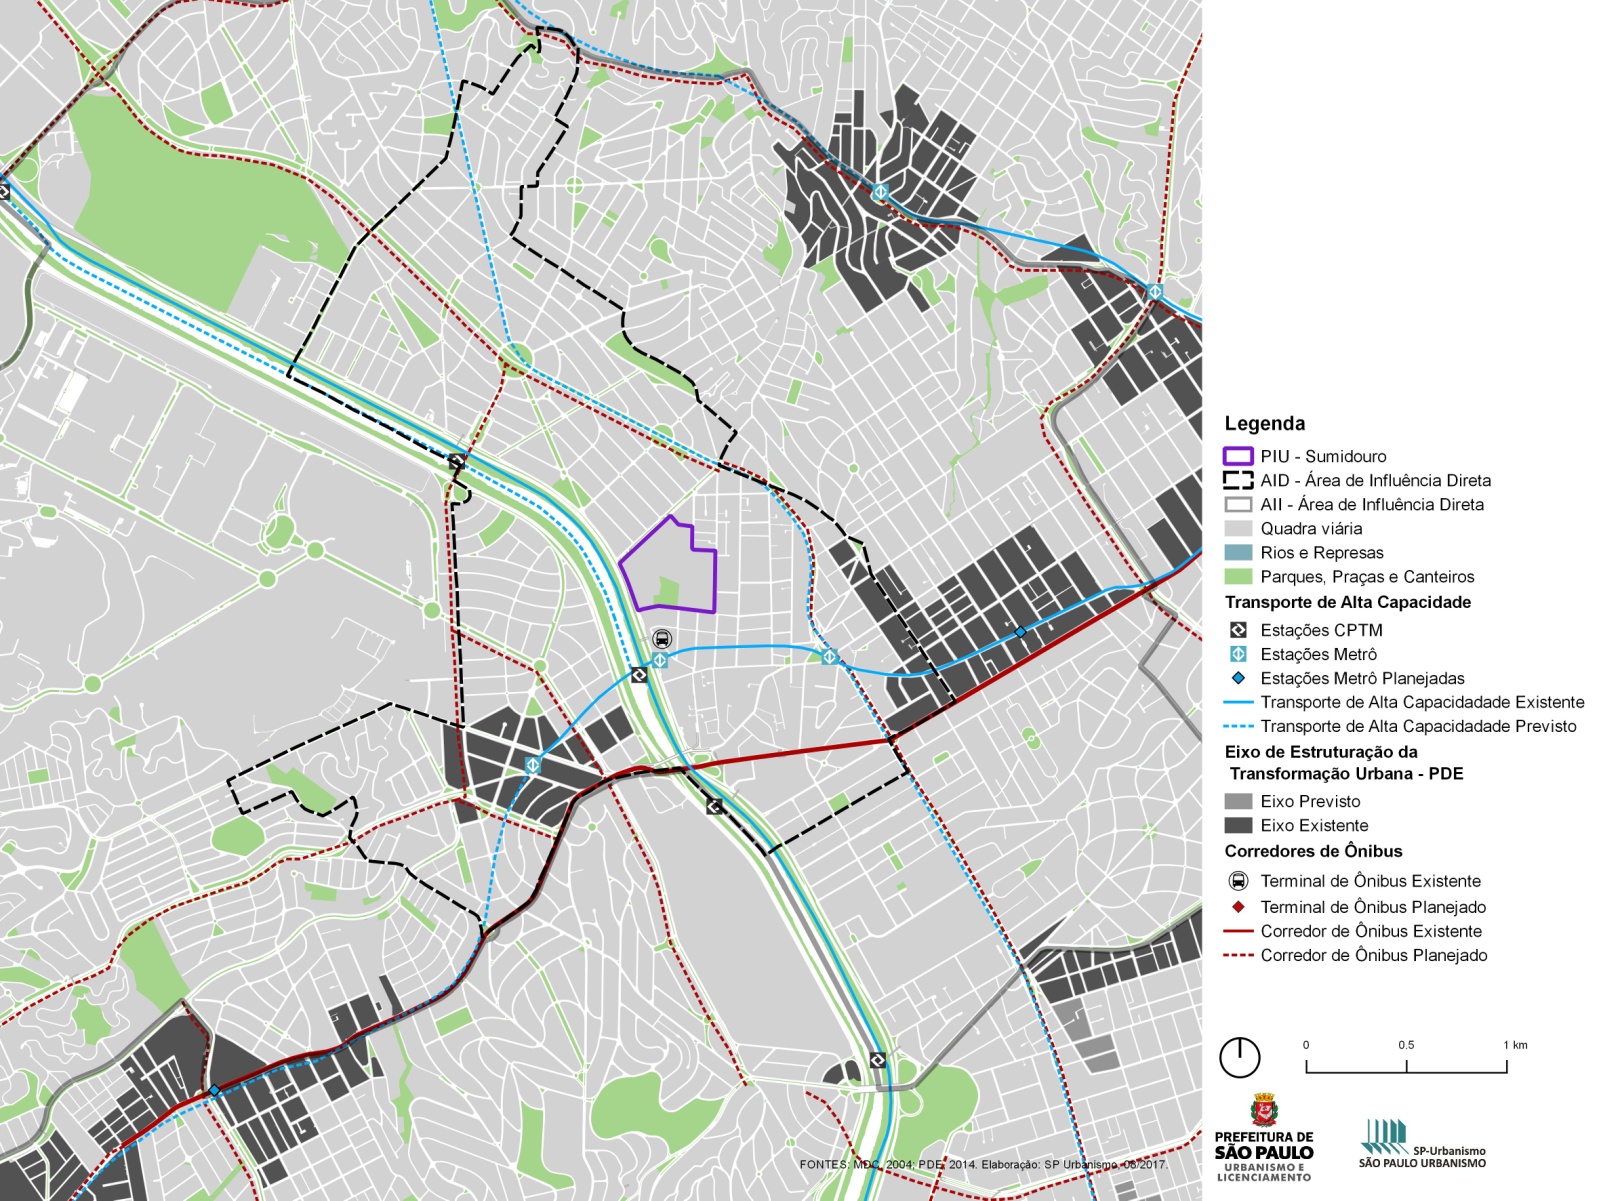 Legenda
PIU - Sumidouro
AID - Área de Influência Direta
AII - Área de Influência Direta
Quadra viária
Rios e Represas
Parques, Praças e Canteiros
Transporte de Alta Capacidade
Estações CPTM
Estações Metrô
Estações Metrô Planejadas
Transporte de Alta Capacidadade Existente
Transporte de Alta Capacidadade Previsto
Eixo de Estruturação da
Transformação Urbana - PDE
Eixo Previsto
Eixo Existente
Corredores de Ônibus
Terminal de Ônibus Existente
Terminal de Ônibus Planejado
Corredor de Ônibus Existente
Corredor de Ônibus Planejado
0 0.5 1 km
PREFEITURA DE
SÃO PAULO
URBANISMO E
LICENCIAMENTO
SP-Urbanismo
SÃO PAULO URBANISMO
FONTES: MDC, 2004; PDE, 2014. Elaboração: SP Urbanismo, 06/2017.